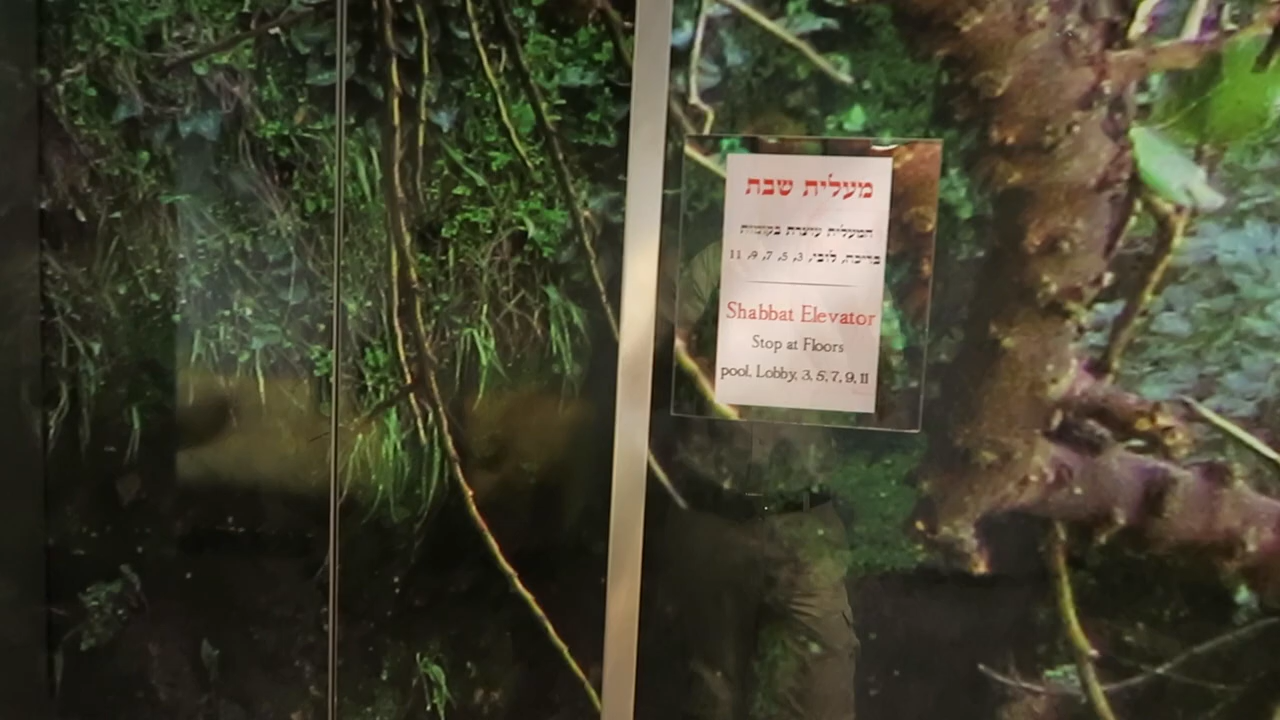 מעלית שבת
המעלית עוצרת בקומות
בריכה, לובי, 3, 5, 7, 9, 11
Shabbat Elevator
Stop at Floors
pool, Lobby, 3, 5, 7, 9, 11